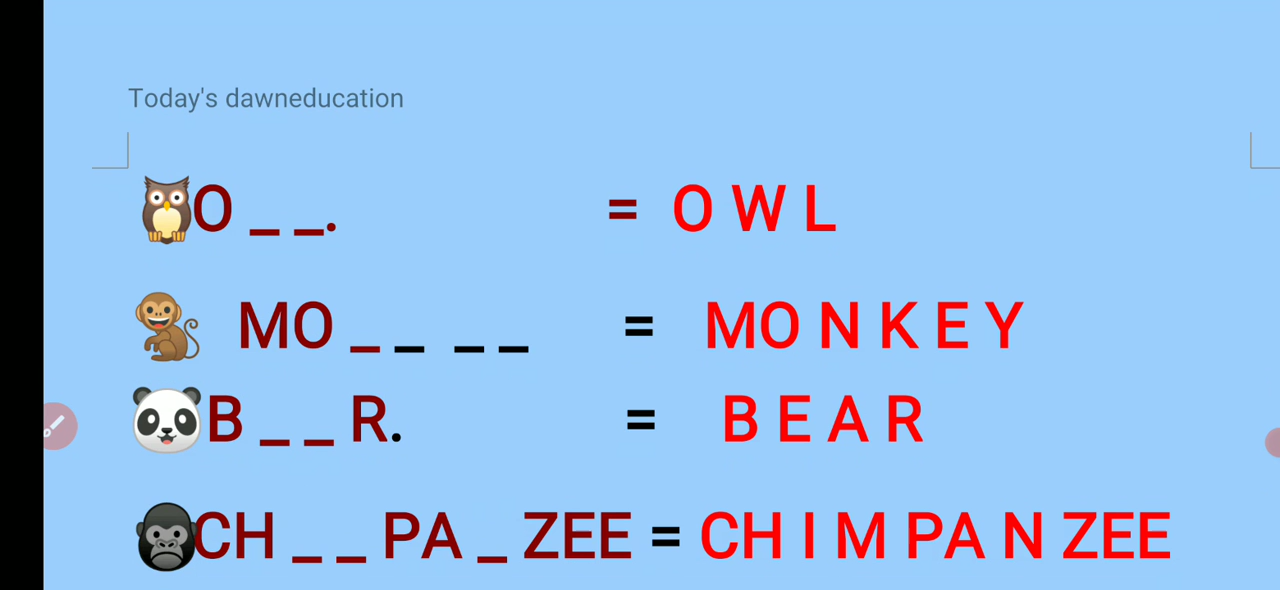 Today's dawneducation
O _ _. = O W L
MO _ _ _ _ = MO N K E Y
B _ _ R. = B E A R
CH _ _ PA _ ZEE = CH I M PA N ZEE